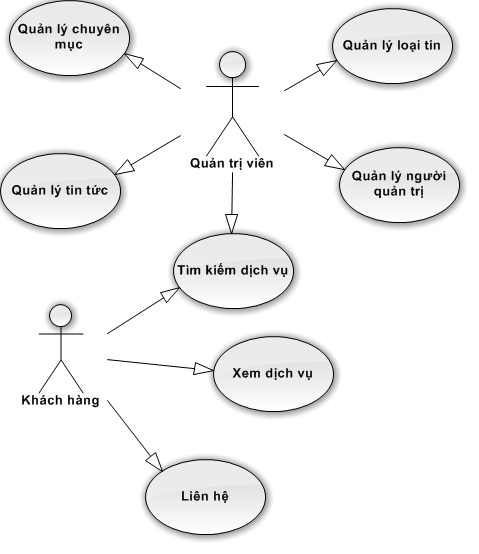 Quản lý chuyên
mục
Quản lý loại tin
Quản trị viên
Quản lý tin tức
Quản lý người
quản trị
Tìm kiếm dịch vụ
Khách hàng
Xem dịch vụ
Liên hệ